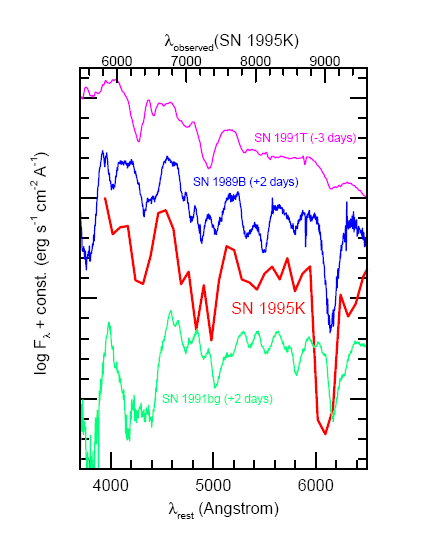 λobserved(SN 1995K)
6000 7000 8000 9000
SN 1991T (-3 days)
SN 1989B (+2 days)
SN 1995K
SN 1991bg (+2 days)
log Fλ + const. (erg s-1 cm-2 A-1)
4000 5000 6000
λrest (Angstrom)